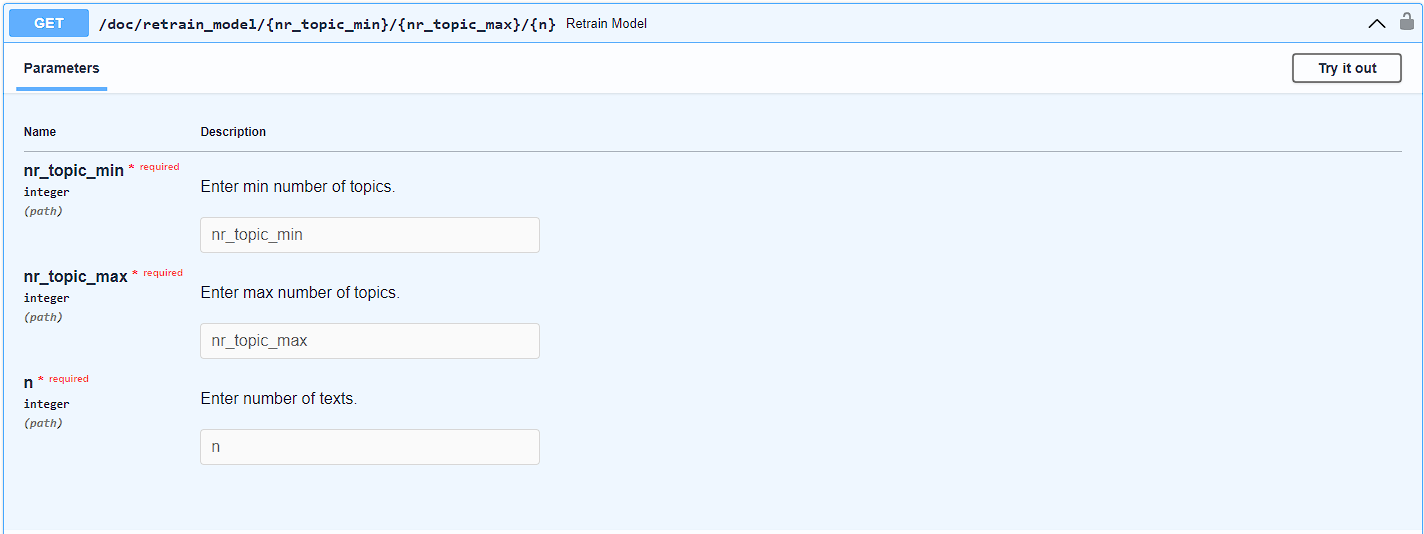 GET /doc/retrain_model/{nr_topic_min}/{nr_topic_max}/{n} Retrain Model
Parameters Try it out
Name Description
nr_topic_min * required
integer
(path)
Enter min number of topics.
nr_topic_min
nr_topic_max * required
integer
(path)
Enter max number of topics.
nr_topic_max
n * required
integer
(path)
Enter number of texts.
n